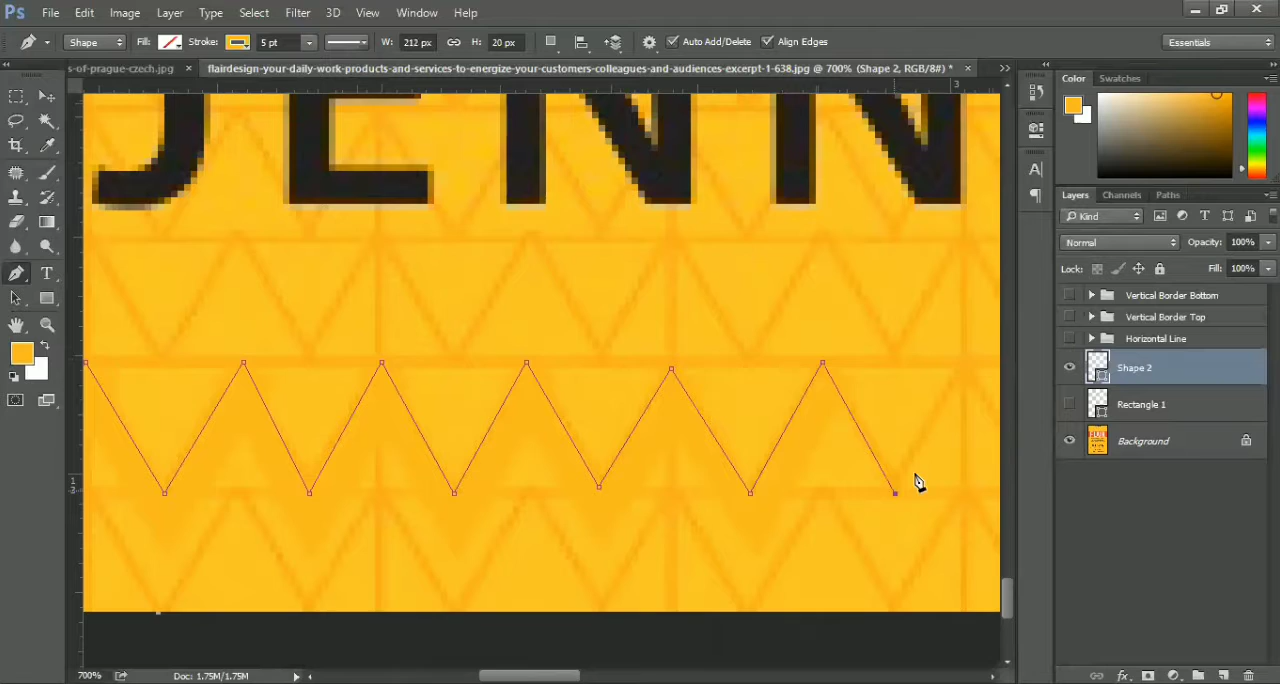 Ps File Edit Image Layer Type Select Filter 3D View Window Help
Shape Fill: Stroke: 5 pt W: 212 px H: 20 px Auto Add/Delete Align Edges Essentials
s-of-prague-czech.jpg × flairdesign-your-daily-work-products-and-services-to-energize-your-customers-colleagues-and-audiences-excerpt-1-638.jpg @ 700% (Shape 2, RGB/8#) * ×
3
JENN
1
3
Color Swatches
Layers Channels Paths
Kind
Normal Opacity: 100%
Lock: Fill: 100%
Vertical Border Bottom
Vertical Border Top
Horizontal Line
Shape 2
Rectangle 1
Background
700% Doc: 1.75M/1.75M